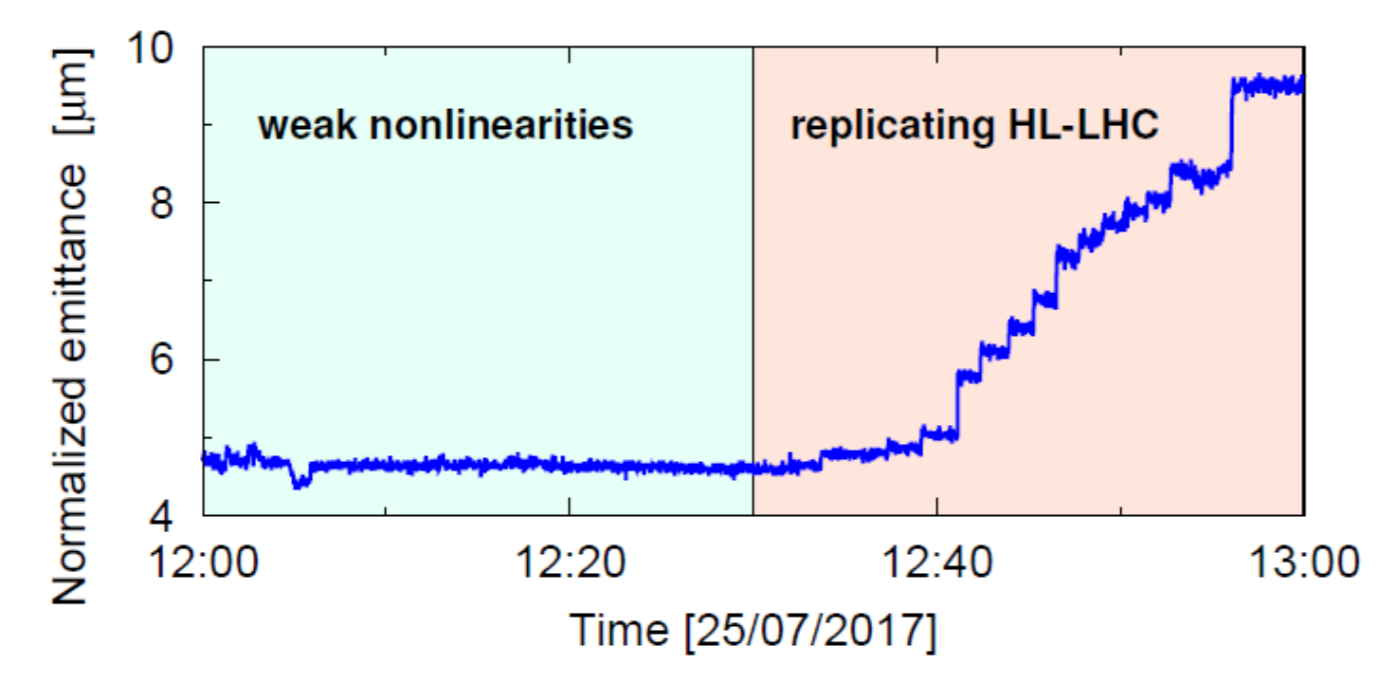 Normalized emittance [μm]
10
8
6
4
weak nonlinearities
replicating HL-LHC
12:00
12:20
12:40
13:00
Time [25/07/2017]